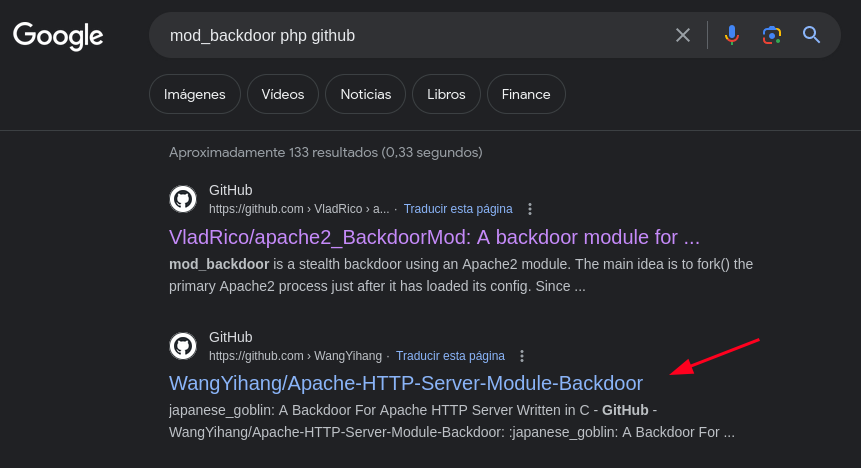 Google
mod_backdoor php github
Imágenes
Vídeos
Noticias
Libros
Finance
Aproximadamente 133 resultados (0,33 segundos)
GitHub
https://github.com › VladRico › a... · Traducir esta página
VladRico/apache2_BackdoorMod: A backdoor module for ...
mod_backdoor is a stealth backdoor using an Apache2 module. The main idea is to fork() the
primary Apache2 process just after it has loaded its config. Since ...
GitHub
https://github.com › WangYihang · Traducir esta página
WangYihang/Apache-HTTP-Server-Module-Backdoor
japanese_goblin: A Backdoor For Apache HTTP Server Written in C - GitHub -
WangYihang/Apache-HTTP-Server-Module-Backdoor: :japanese_goblin: A Backdoor For ...